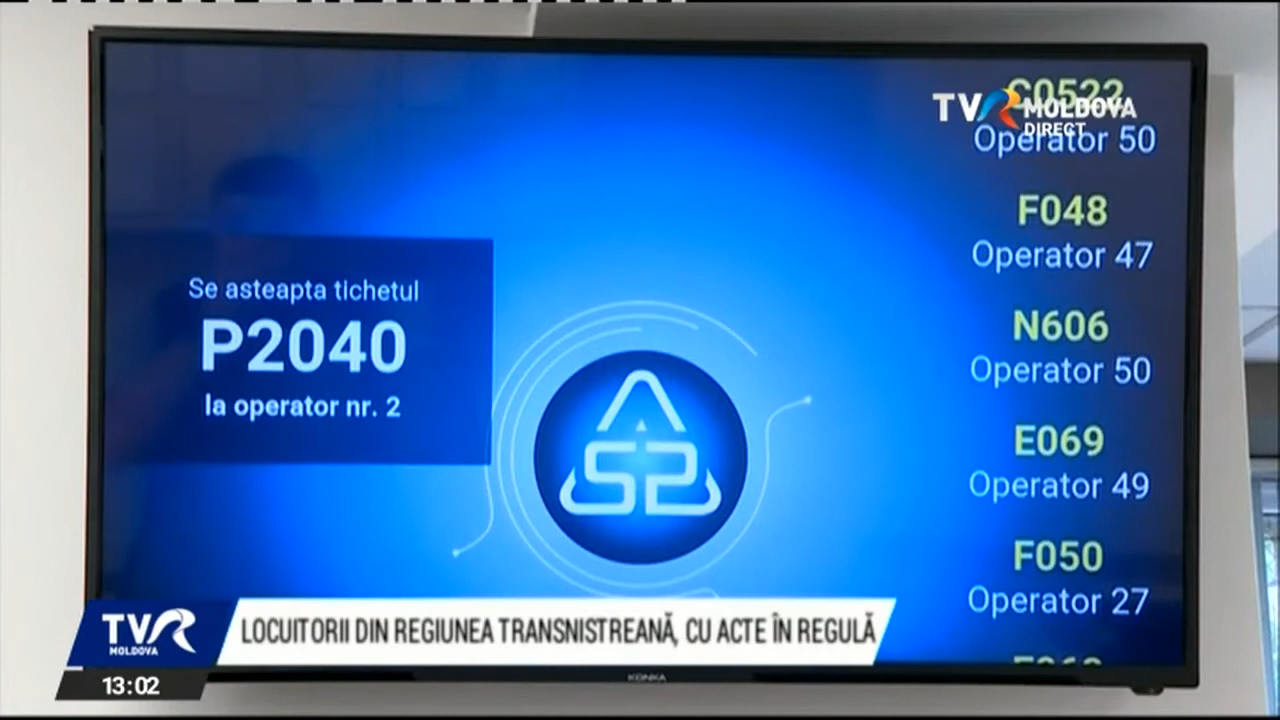 C0522
TVR MOLDOVA
DIRECT
Operator 50
F048
Operator 47
Se asteapta tichetul
P2040
la operator nr. 2
N606
Operator 50
E069
Operator 49
F050
Operator 27
ASP
TVR
MOLDOVA
LOCUITORII DIN REGIUNEA TRANSNISTREANĂ, CU ACTE ÎN REGULĂ
13:02
KONKA